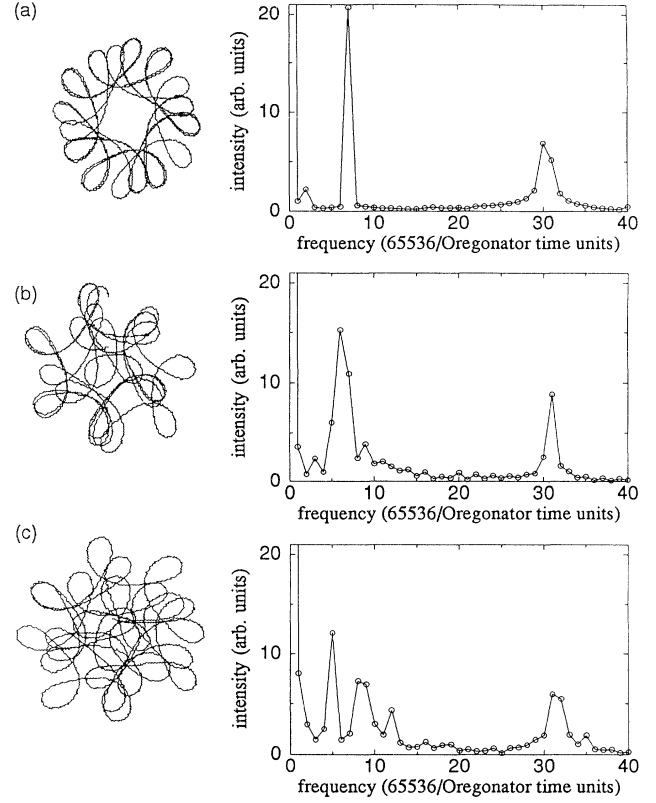 (a)
20
10
0
intensity (arb. units)
0 10 20 30 40
frequency (65536/Oregonator time units)
(b)
20
10
0
intensity (arb. units)
0 10 20 30 40
frequency (65536/Oregonator time units)
(c)
20
10
0
intensity (arb. units)
0 10 20 30 40
frequency (65536/Oregonator time units)